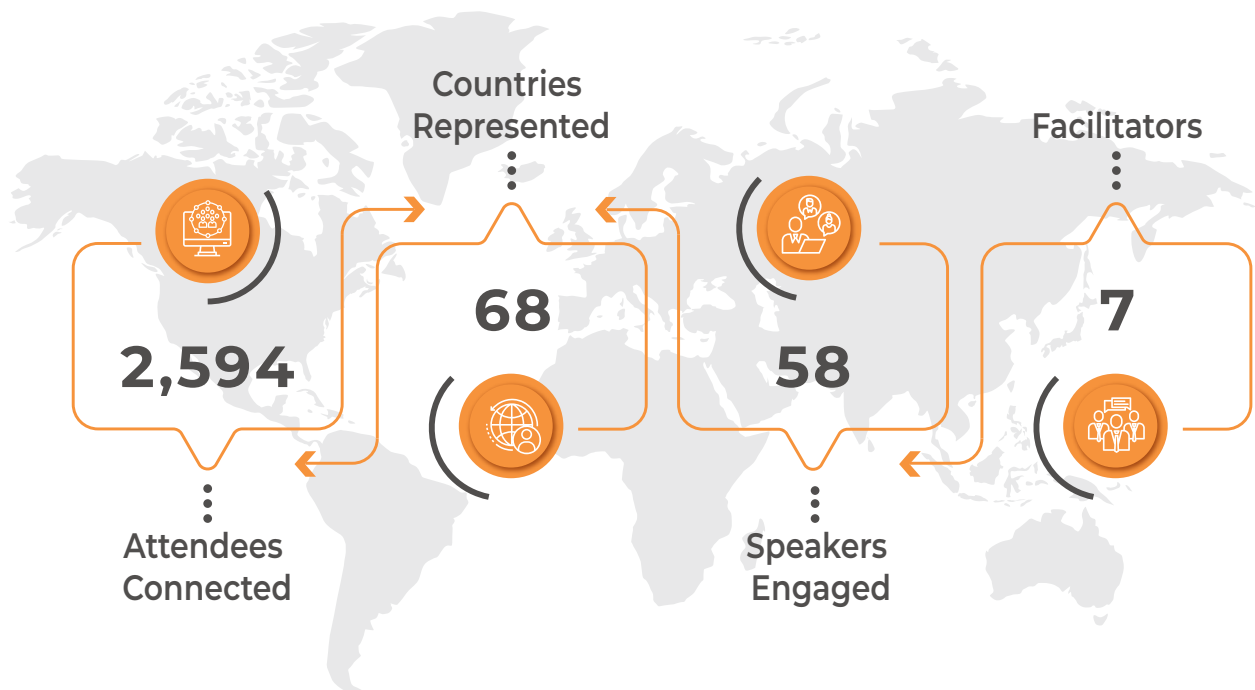 2,594
Attendees
Connected
Countries
Represented
68
58
Speakers
Engaged
Facilitators
7